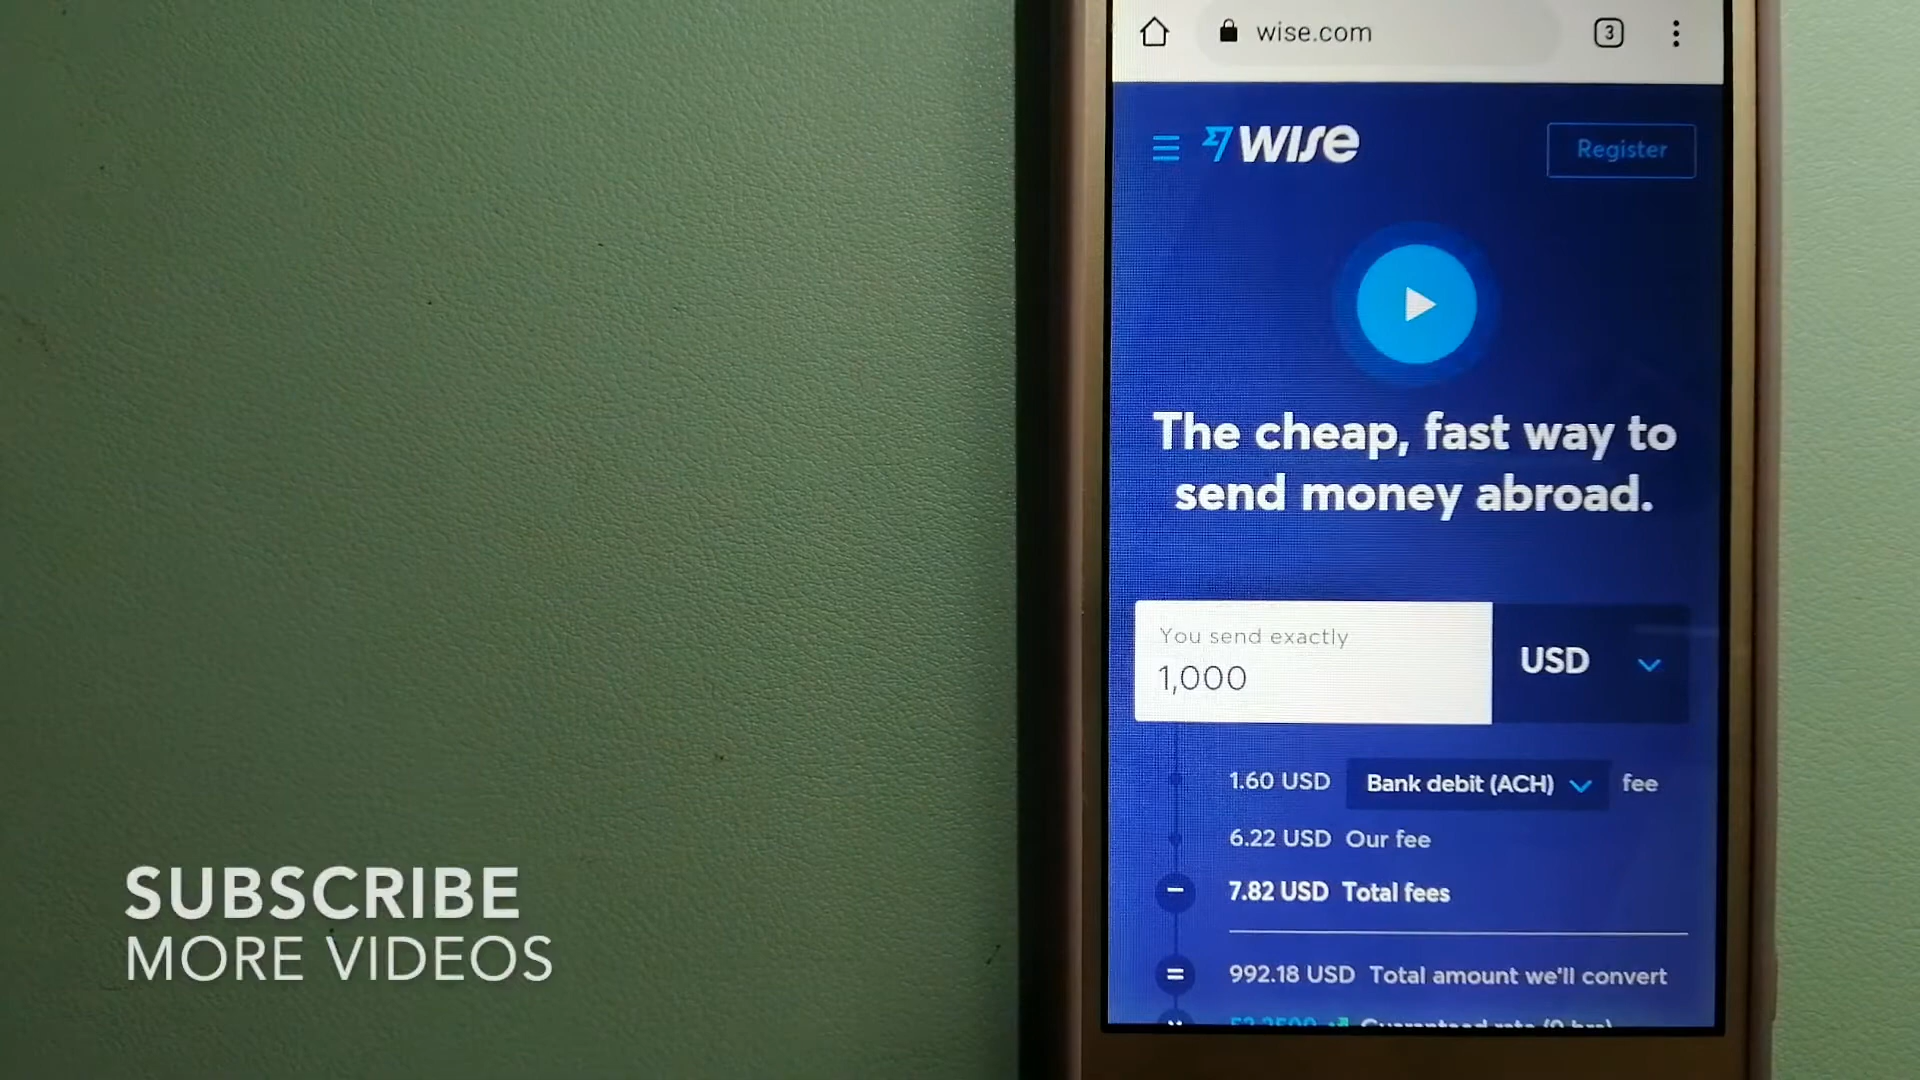 3
wise.com
wise
Register
The cheap, fast way to
send money abroad.
You send exactly
1,000
USD
1.60 USD Bank debit (ACH) fee
6.22 USD Our fee
7.82 USD Total fees
992.18 USD Total amount we'll convert
SUBSCRIBE
MORE VIDEOS